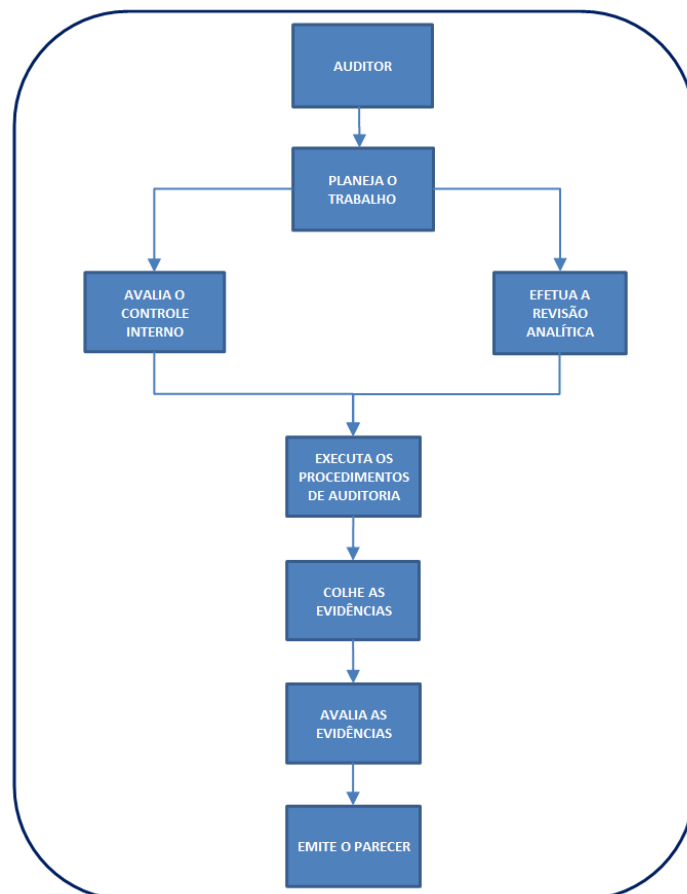 AUDITOR
PLANEJA O
TRABALHO
AVALIA O
CONTROLE
INTERNO
EFETUA A
REVISÃO
ANALÍTICA
EXECUTA OS
PROCEDIMENTOS
DE AUDITORIA
COLHE AS
EVIDÊNCIAS
AVALIA AS
EVIDÊNCIAS
EMITE O PARECER